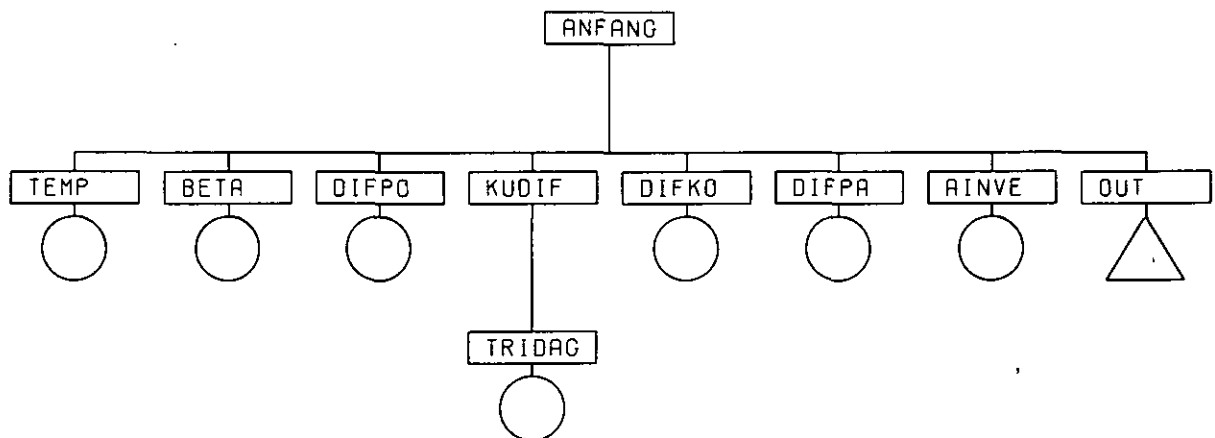 ANFANG
TEMP BETA DIFPO KUDIF DIFKO DIFPA AINVE OUT
TRIDAG